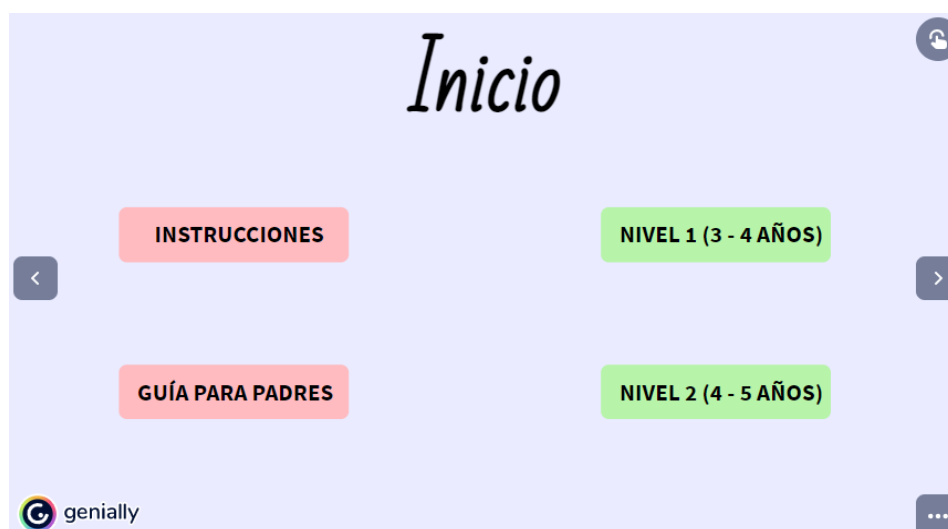 Inicio
INSTRUCCIONES
NIVEL 1 (3 - 4 AÑOS)
GUÍA PARA PADRES
NIVEL 2 (4 - 5 AÑOS)
genially